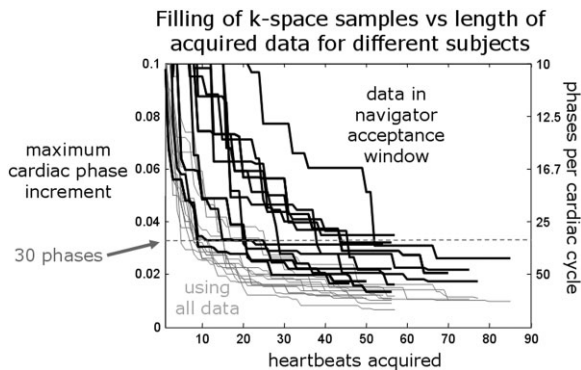 Filling of k-space samples vs length of
acquired data for different subjects
0.1
0.08
0.06
0.04
0.02
0
maximum
cardiac phase
increment
30 phases
data in
navigator
acceptance
window
using
all data
10
12.5
16.7
25
50
phases per cardiac cycle
10 20 30 40 50 60 70 80 90
heartbeats acquired